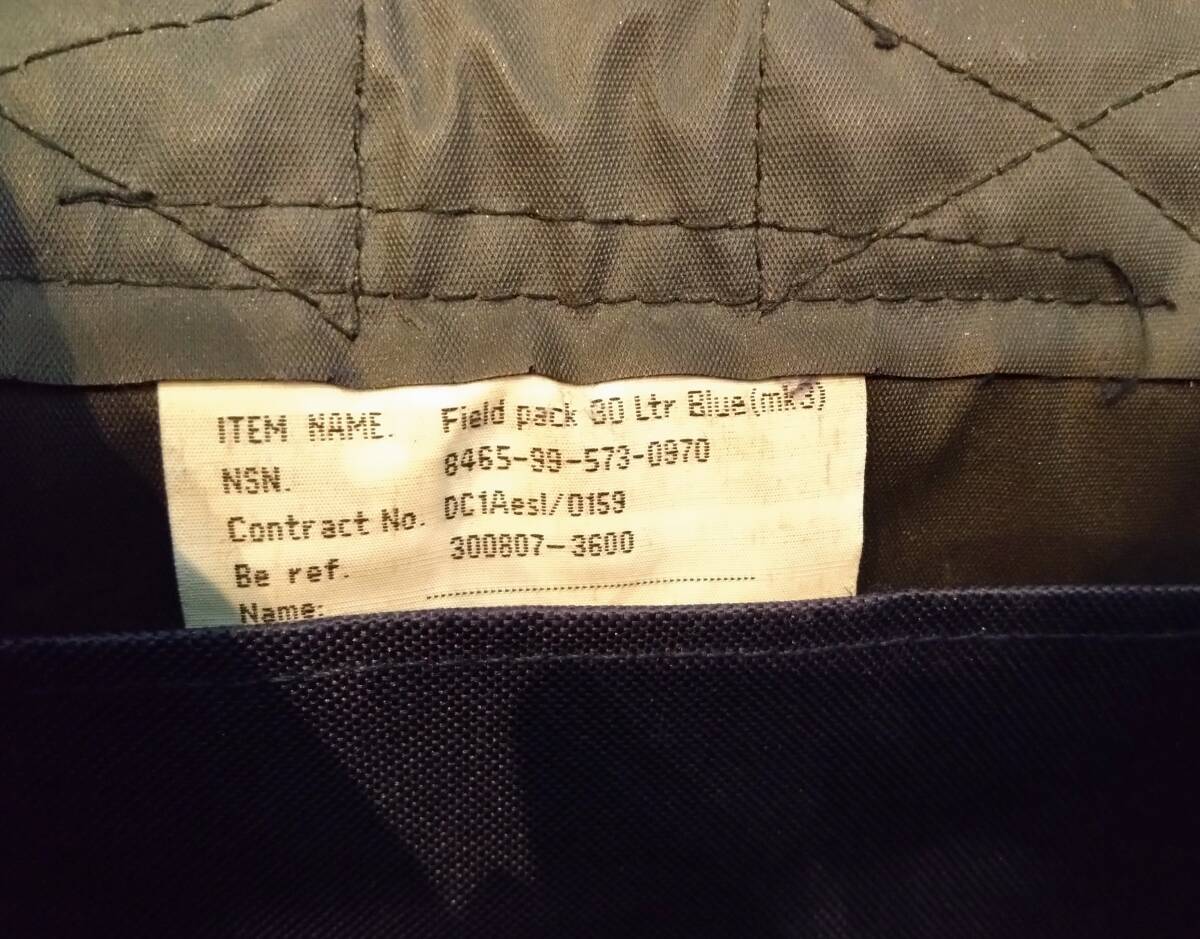 ITEM NAME. Field pack 30 Ltr Blue(mk3)
NSN. 8465-99-573-0970
Contract No. DC1Aesl/0159
Be ref. 300807-3600
Name: ........................................